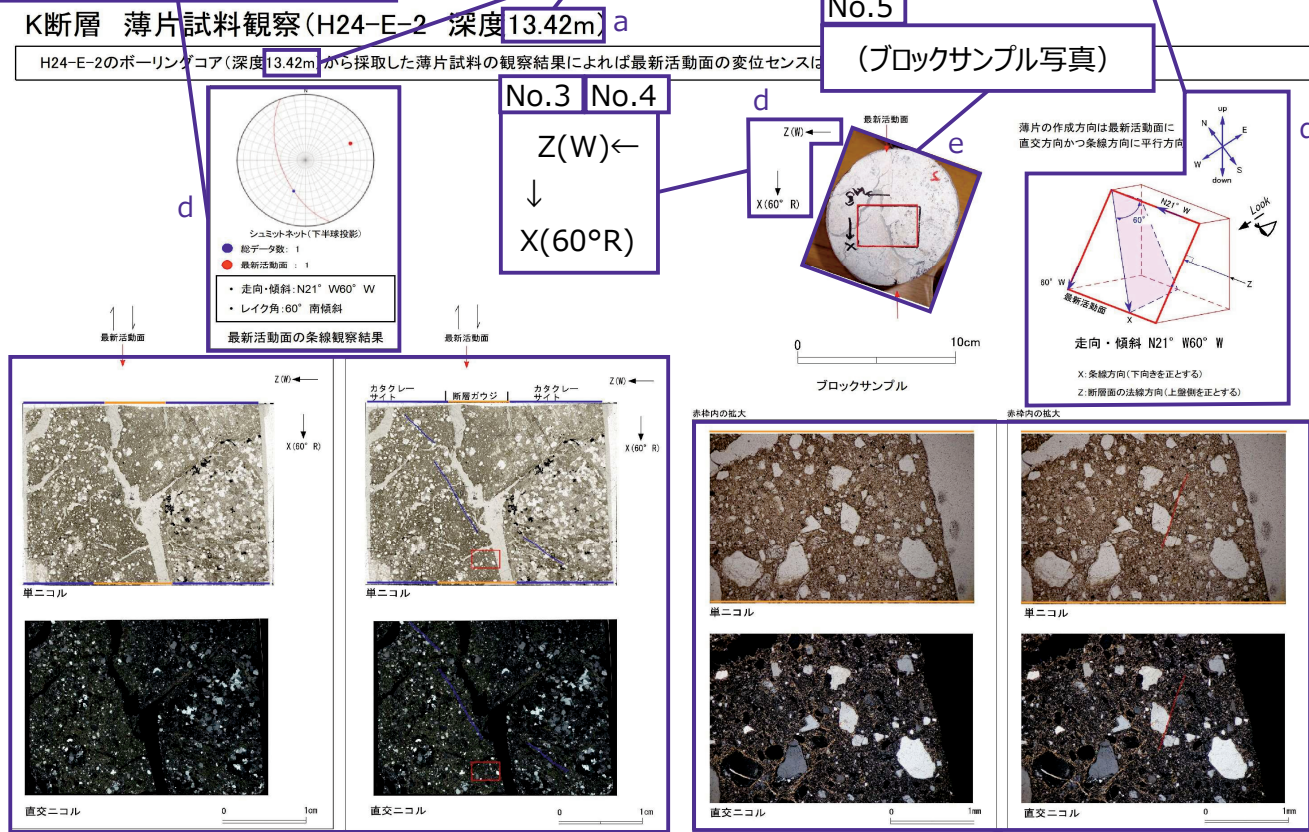 No.5
K断層 薄片試料観察(H24-E-2 深度13.42m) a
H24-E-2のボーリングコア(深度13.42m)から採取した薄片試料の観察結果によれば最新活動面の変位センスは
(ブロックサンプル写真)
No.3 No.4
Z(W)←
↓
X(60°R)
N
d
シュミットネット(下半球投影)
総データ数: 1
最新活動面 : 1
・ 走向・傾斜:N21° W60° W
・ レイク角:60° 南傾斜
最新活動面の条線観察結果
d
Z(W)
X(60° R)
最新活動面
e
X
0 10cm
ブロックサンプル
薄片の作成方向は最新活動面に
直交方向かつ条線方向に平行方向
up
N E
W S
down
Look
N21° W
60°
60° W
Z
最新活動面
X
走向・傾斜 N21° W60° W
X:条線方向(下向きを正とする)
Z:断層面の法線方向(上盤側を正とする)
最新活動面
Z(W)
X(60° R)
単ニコル
直交ニコル
0 1cm
最新活動面
カタクレーサイト
断層ガウジ
カタクレーサイト
Z(W)
X(60° R)
単ニコル
直交ニコル
0 1cm
赤枠内の拡大
単ニコル
直交ニコル
0 1mm
赤枠内の拡大
単ニコル
直交ニコル
0 1mm